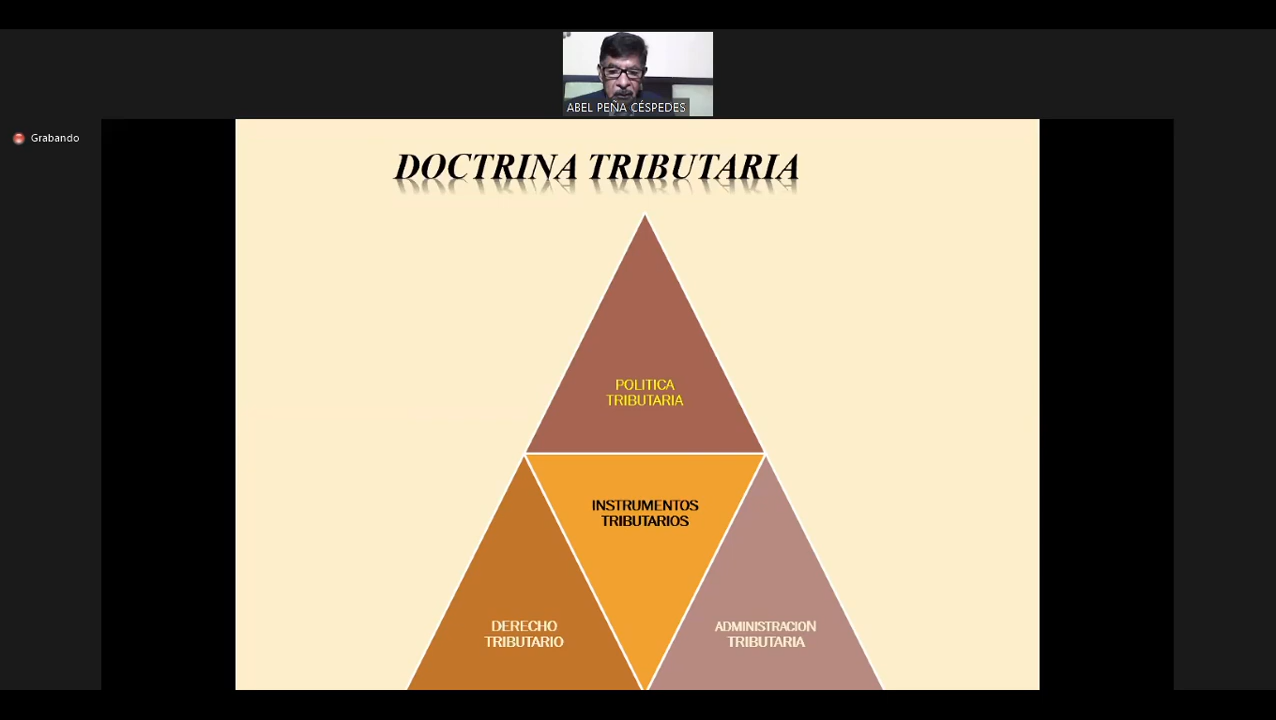 ABEL PEÑA CÉSPEDES
Grabando
DOCTRINA TRIBUTARIA
POLITICA
TRIBUTARIA
INSTRUMENTOS
TRIBUTARIOS
DERECHO
TRIBUTARIO
ADMINISTRACION
TRIBUTARIA